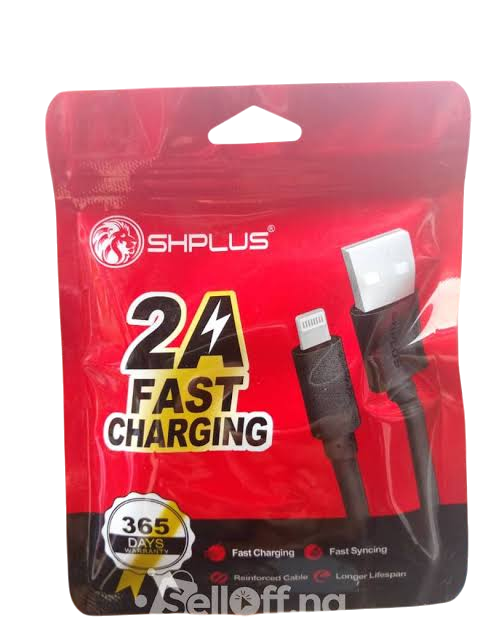 SHPLUS®
2A
FAST
CHARGING
365
DAYS
WARRANTY
Fast Charging
Fast Syncing
Reinforced Cable
Longer Lifespan
SellOff.ng